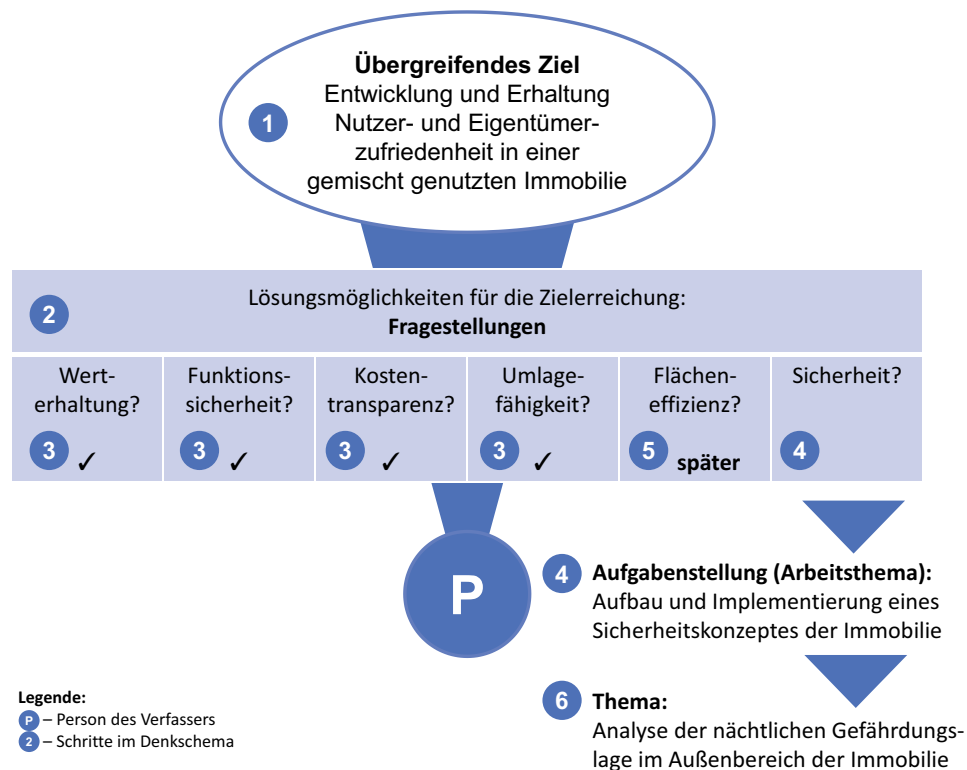 Übergreifendes Ziel
1
Entwicklung und Erhaltung
Nutzer- und Eigentümer-
zufriedenheit in einer
gemischt genutzten Immobilie
2
Lösungsmöglichkeiten für die Zielerreichung:
Fragestellungen
Wert-
erhaltung?
3 ✓
Funktions-
sicherheit?
3 ✓
Kosten-
transparenz?
3 ✓
Umlage-
fähigkeit?
3 ✓
Flächen-
effizienz?
5 später
Sicherheit?
4
P
4 Aufgabenstellung (Arbeitsthema):
Aufbau und Implementierung eines
Sicherheitskonzeptes der Immobilie
6 Thema:
Analyse der nächtlichen Gefährdungs-
lage im Außenbereich der Immobilie
Legende:
P – Person des Verfassers
2 – Schritte im Denkschema